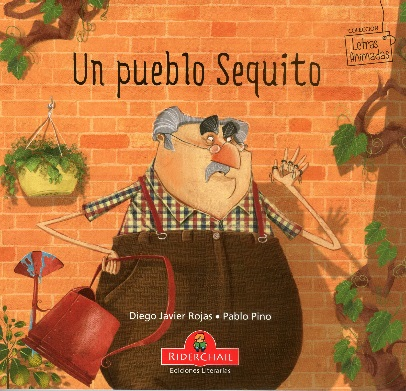 COLECCIÓN
Letras
Animadas
Un pueblo Sequito
Diego Javier Rojas • Pablo Pino
RIDERCHAIL
Ediciones Literarias